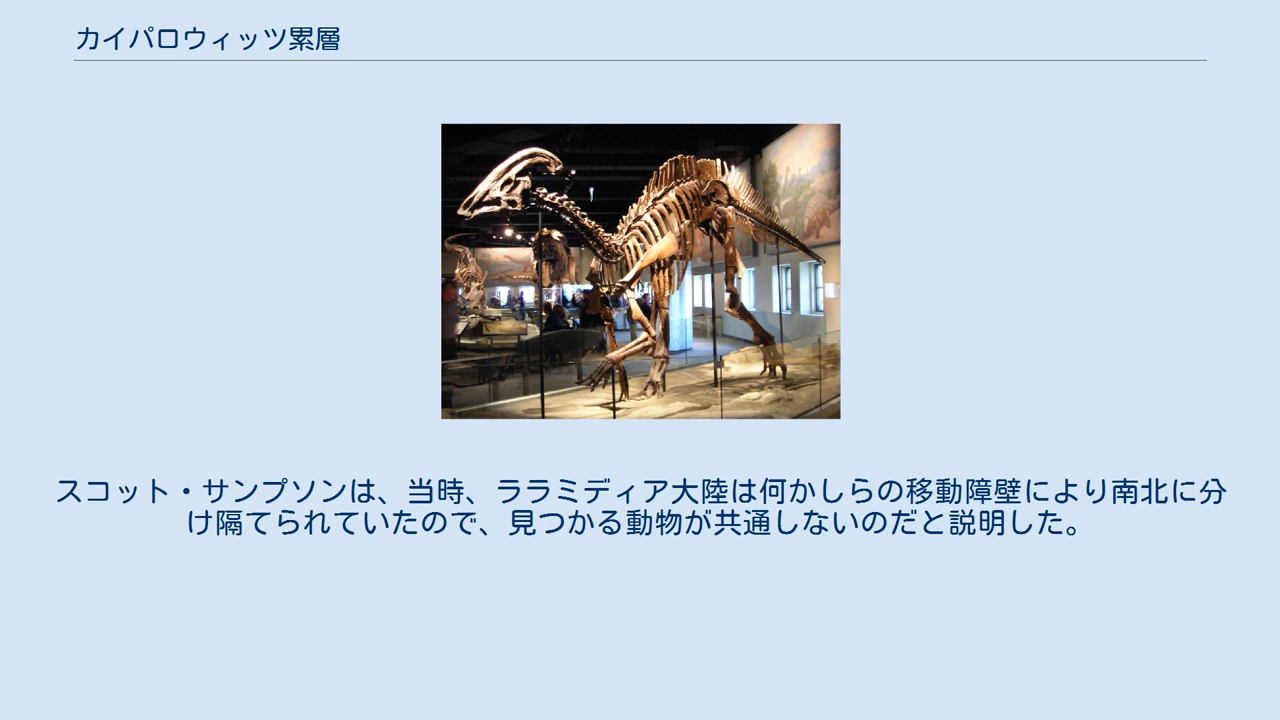 カイパロウィッツ累層
スコット・サンプソンは、当時、ララミディア大陸は何かしらの移動障壁により南北に分
け隔てられていたので、見つかる動物が共通しないのだと説明した。